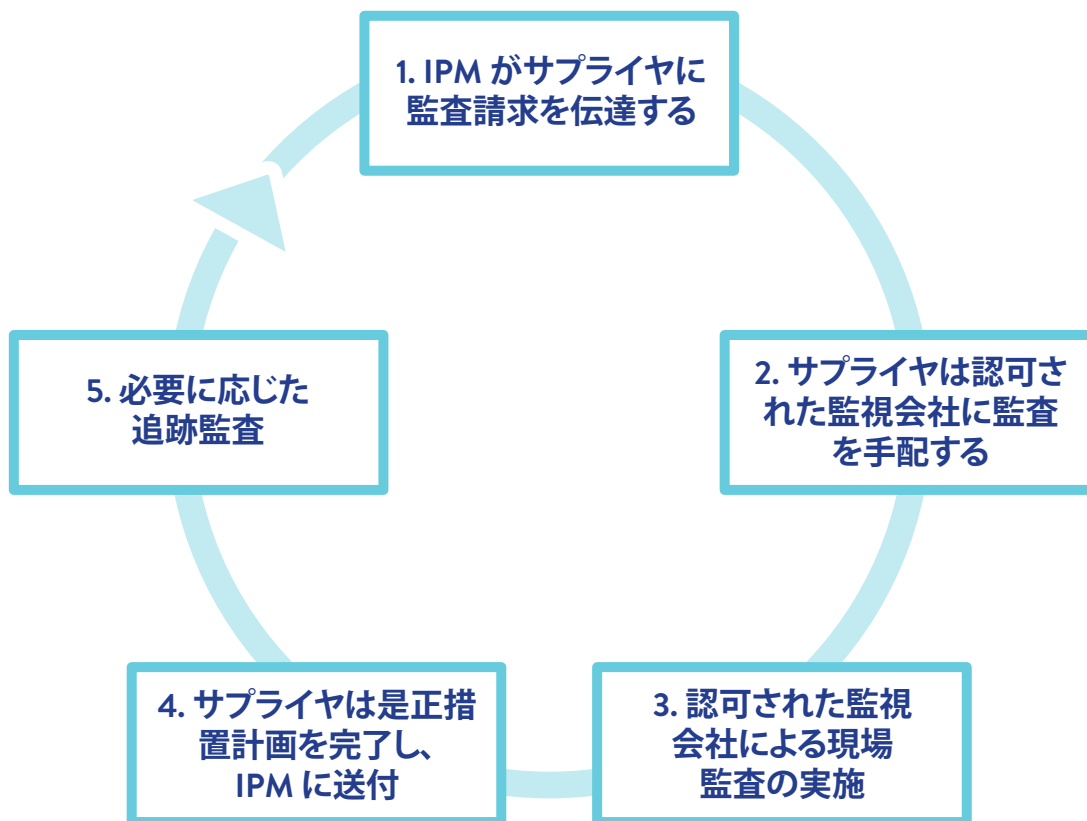 1. IPM がサプライヤに
監査請求を伝達する
2. サプライヤは認可さ
れた監視会社に監査
を手配する
3. 認可された監視
会社による現場
監査の実施
4. サプライヤは是正措
置計画を完了し、
IPM に送付
5. 必要に応じた
追跡監査